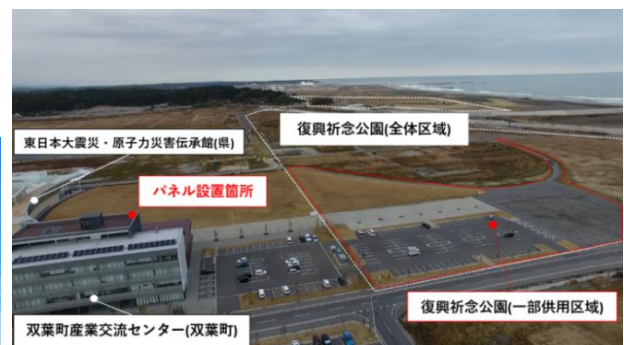 復興祈念公園(全体区域)
東日本大震災・原子力災害伝承館(県)
パネル設置箇所
復興祈念公園(一部供用区域)
双葉町産業交流センター(双葉町)